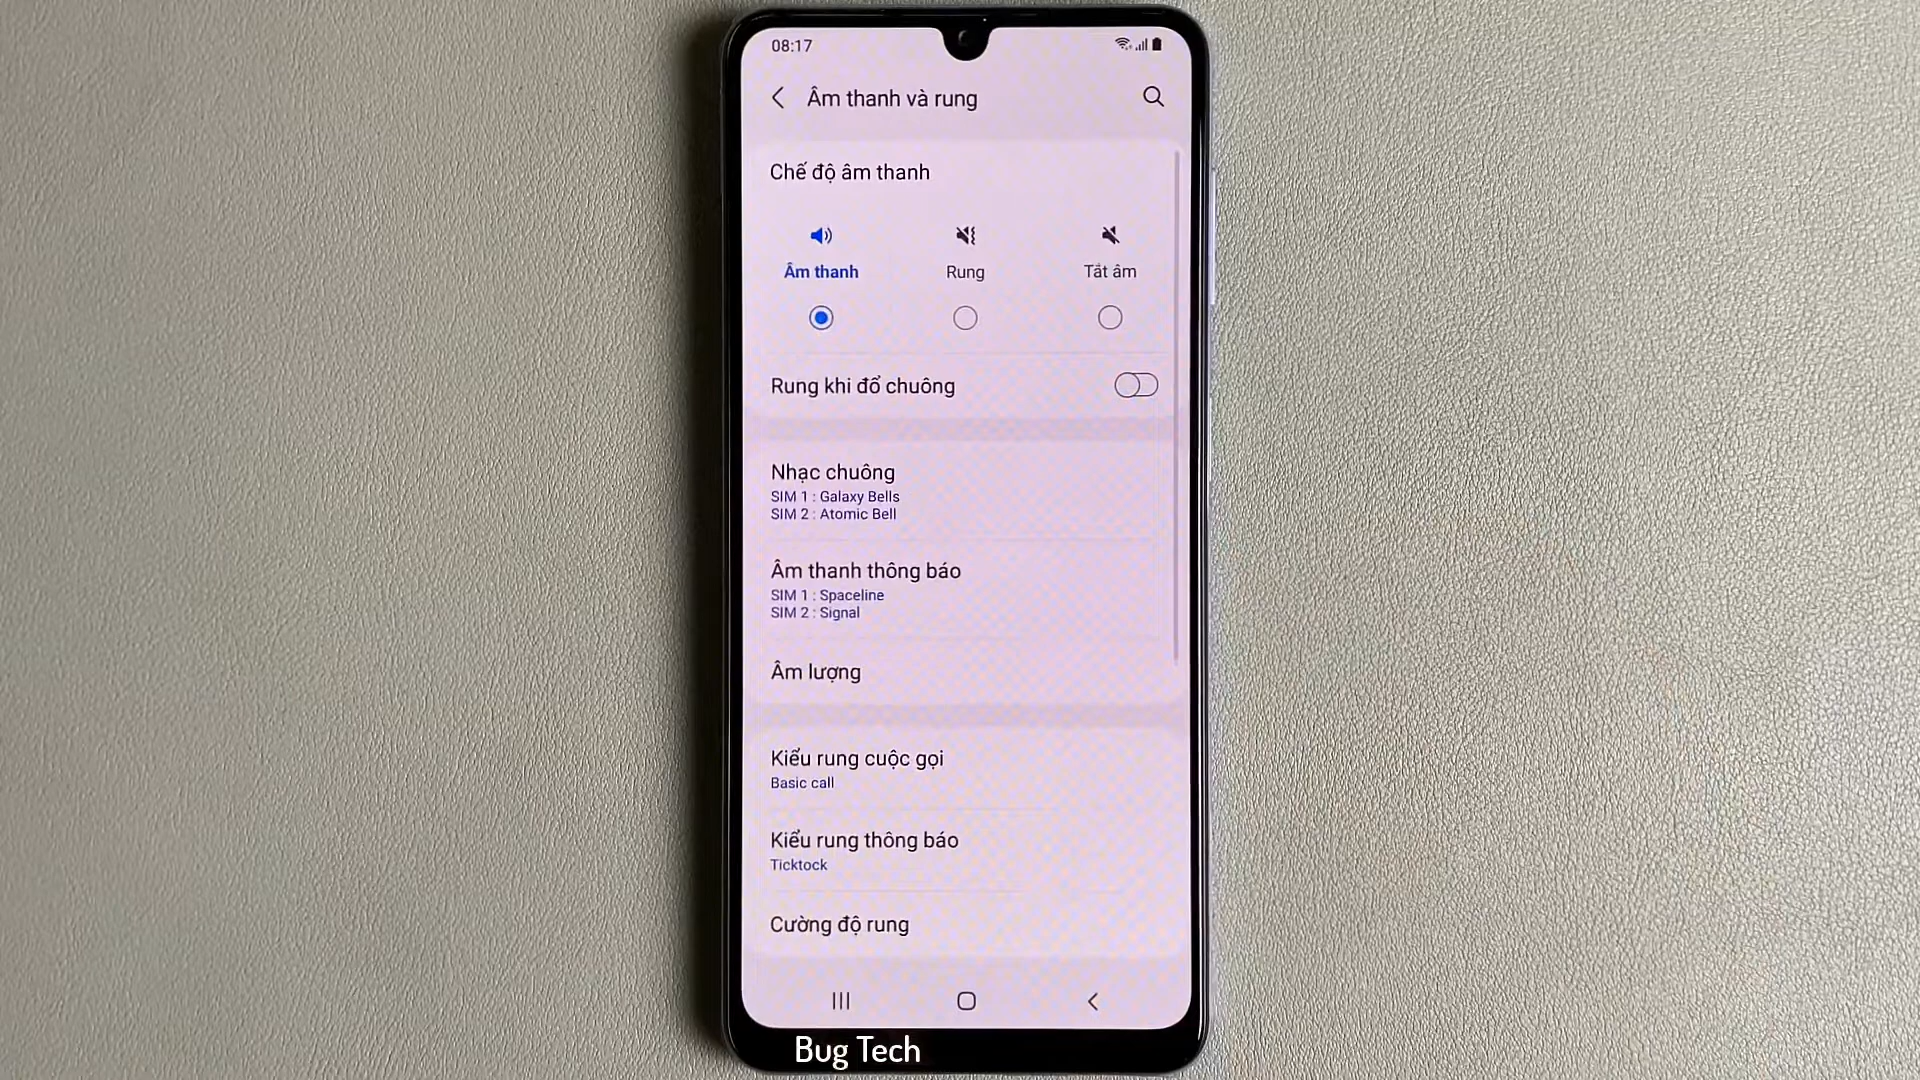 08:17
Âm thanh và rung
Chế độ âm thanh
Âm thanh
Rung
Tắt âm
Rung khi đổ chuông
Nhạc chuông
SIM 1 : Galaxy Bells
SIM 2 : Atomic Bell
Âm thanh thông báo
SIM 1 : Spaceline
SIM 2 : Signal
Âm lượng
Kiểu rung cuộc gọi
Basic call
Kiểu rung thông báo
Ticktock
Cường độ rung
Bug Tech